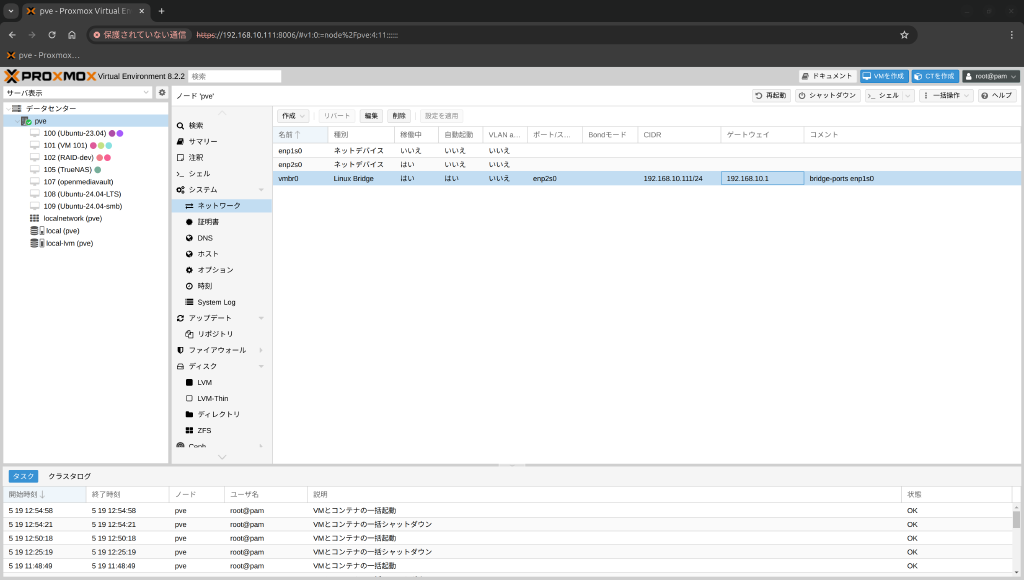 pve - Proxmox Virtual En
保護されていない通信
https://192.168.10.111:8006/#v1:0:=node%2Fpve:4:11::::::
pve - Proxmox…
PROXMOX Virtual Environment 8.2.2 検索 ドキュメント VMを作成 CTを作成 root@pam
サーバ表示
ノード 'pve' 再起動 シャットダウン シェル 一括操作 ヘルプ
データセンター
pve
100 (Ubuntu-23.04)
101 (VM 101)
102 (RAID-dev)
105 (TrueNAS)
107 (openmediavault)
108 (Ubuntu-24.04-LTS)
109 (Ubuntu-24.04-smb)
localnetwork (pve)
local (pve)
local-lvm (pve)
検索
サマリー
注釈
シェル
システム
ネットワーク
証明書
DNS
ホスト
オプション
時刻
System Log
アップデート
リポジトリ
ファイアウォール
ディスク
LVM
LVM-Thin
ディレクトリ
ZFS
Ceph
作成 リバート 編集 削除 設定を適用
名前↑ 種別 稼働中 自動起動 VLAN a... ポート/ス... Bondモード CIDR ゲートウェイ コメント
enp1s0 ネットデバイス いいえ いいえ いいえ
enp2s0 ネットデバイス はい いいえ いいえ
vmbr0 Linux Bridge はい はい いいえ enp2s0 192.168.10.111/24 192.168.10.1 bridge-ports enp1s0
タスク クラスタログ
開始時刻↓ 終了時刻 ノード ユーザ名 説明 状態
5 19 12:54:58 5 19 12:54:58 pve root@pam VMとコンテナの一括起動 OK
5 19 12:54:21 5 19 12:54:21 pve root@pam VMとコンテナの一括シャットダウン OK
5 19 12:50:18 5 19 12:50:18 pve root@pam VMとコンテナの一括起動 OK
5 19 12:25:19 5 19 12:25:19 pve root@pam VMとコンテナの一括シャットダウン OK
5 19 11:48:49 5 19 11:48:49 pve root@pam VMとコンテナの一括起動 OK